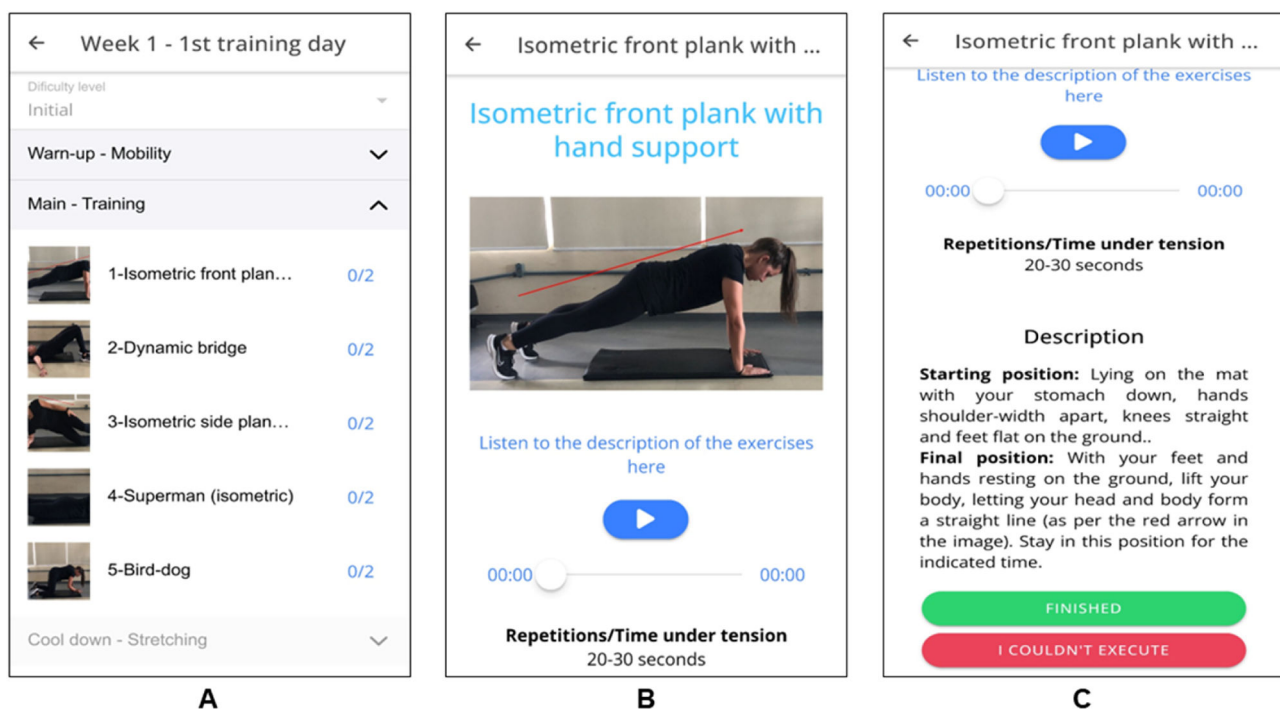 Week 1 - 1st training day
Dificulty level
Initial
Warn-up - Mobility
Main - Training
1-Isometric front plan...
0/2
2-Dynamic bridge
0/2
3-Isometric side plan...
0/2
4-Superman (isometric)
0/2
5-Bird-dog
0/2
Cool down - Stretching
A
Isometric front plank with ...
Isometric front plank with
hand support
Listen to the description of the exercises
here
00:00
00:00
Repetitions/Time under tension
20-30 seconds
B
Isometric front plank with ...
Listen to the description of the exercises
here
00:00
00:00
Repetitions/Time under tension
20-30 seconds
Description
Starting position: Lying on the mat
with your stomach down, hands
shoulder-width apart, knees straight
and feet flat on the ground..
Final position: With your feet and
hands resting on the ground, lift your
body, letting your head and body form
a straight line (as per the red arrow in
the image). Stay in this position for the
indicated time.
FINISHED
I COULDN'T EXECUTE
C